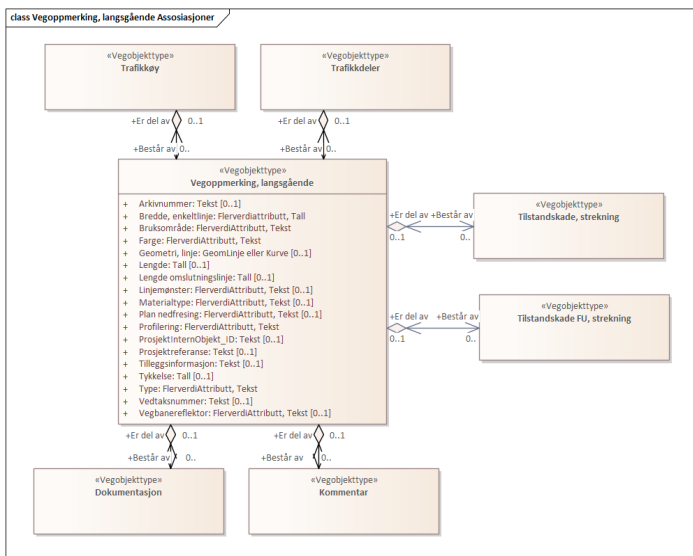 class Vegoppmerking, langsgående Assosiasjoner
«Vegobjekttype»
Trafikkøy
«Vegobjekttype»
Trafikkdeler
+Er del av 0..1
+Består av 0..
+Er del av 0..1
+Består av 0..
«Vegobjekttype»
Vegoppmerking, langsgående
+ Arkivnummer: Tekst [0..1]
+ Bredde, enkeltlinje: Flerverdiattributt, Tall
+ Bruksområde: FlerverdiAttributt, Tekst
+ Farge: FlerverdiAttributt, Tekst
+ Geometri, linje: GeomLinje eller Kurve [0..1]
+ Lengde: Tall [0..1]
+ Lengde omslutningslinje: Tall [0..1]
+ Linjemønster: FlerverdiAttributt, Tekst [0..1]
+ Materialtype: FlerverdiAttributt, Tekst [0..1]
+ Plan nedfresing: FlerverdiAttributt, Tekst [0..1]
+ Profilering: FlerverdiAttributt, Tekst
+ ProsjektInternObjekt_ID: Tekst [0..1]
+ Prosjektreferanse: Tekst [0..1]
+ Tilleggsinformasjon: Tekst [0..1]
+ Tykkelse: Tall [0..1]
+ Type: FlerverdiAttributt, Tekst
+ Vedtaksnummer: Tekst [0..1]
+ Vegbanereflektor: FlerverdiAttributt, Tekst [0..1]
+Er del av +Består av
0..1 0..
«Vegobjekttype»
Tilstandskade, strekning
+Er del av +Består av
0..1 0..
«Vegobjekttype»
Tilstandskade FU, strekning
+Er del av 0..1
+Består av 0..
+Er del av 0..1
+Består av 0..
«Vegobjekttype»
Dokumentasjon
«Vegobjekttype»
Kommentar